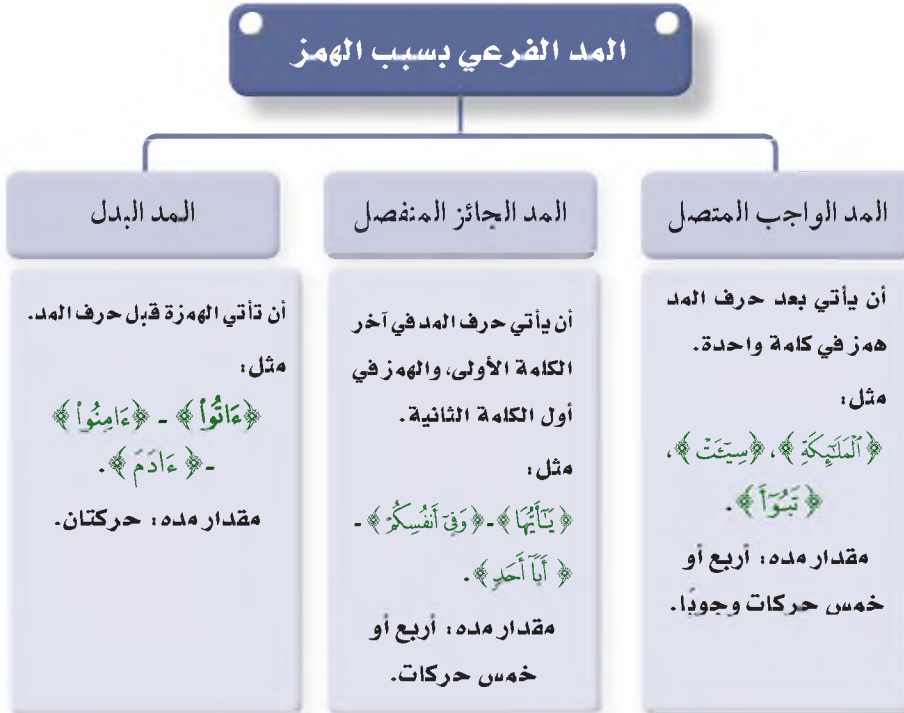 المد الفرعي بسبب الهمز
المد الواجب المتصل
أن يأتي بعد حرف المد
همز في كلمة واحدة.
مثل:
﴿ٱلْمَلَٰٓئِكَةِ﴾، ﴿سِيٓـَٔتْ﴾،
﴿تَبُوٓأَ﴾.
مقدار مده: أربع أو
خمس حركات وجوبًا.
المد الجائز المنفصل
أن يأتي حرف المد في آخر
الكلمة الأولى، والهمز في
أول الكلمة الثانية.
مثل:
﴿يَٰٓأَيُّهَا﴾ - ﴿وَفِىٓ أَنفُسِكُمْ﴾ -
﴿أَبَآ أَحَدٍ﴾.
مقدار مده: أربع أو
خمس حركات.
المد البدل
أن تأتي الهمزة قبل حرف المد.
مثل:
﴿ءَاتُوا۟﴾ - ﴿ءَامِنُوا۟﴾
- ﴿ءَادَمَ﴾.
مقدار مده: حركتان.